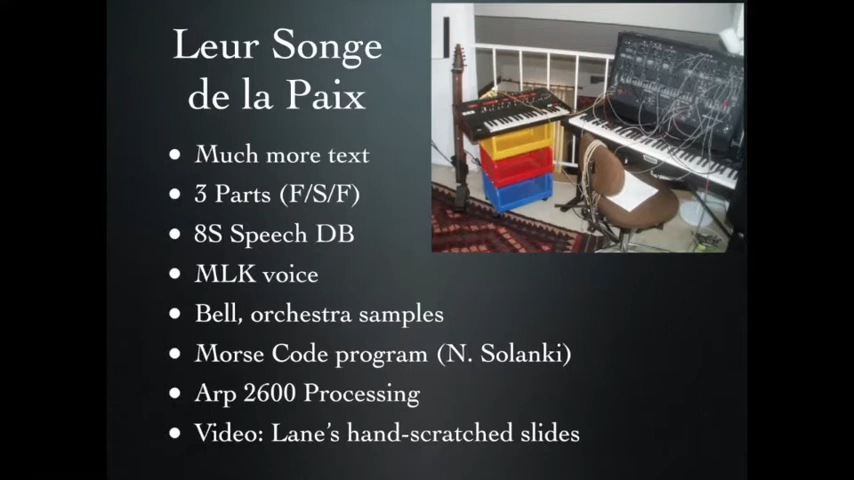 Leur Songe
de la Paix
Much more text
3 Parts (F/S/F)
8S Speech DB
MLK voice
Bell, orchestra samples
Morse Code program (N. Solanki)
Arp 2600 Processing
Video: Lane's hand-scratched slides